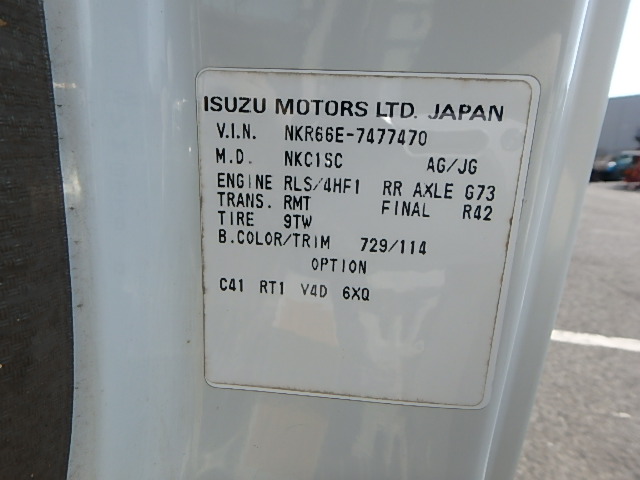 ISUZU MOTORS LTD. JAPAN
V.I.N. NKR66E-7477470
M.D. NKC1SC AG/JG
ENGINE RLS/4HF1 RR AXLE G73
TRANS. RMT FINAL R42
TIRE 9TW
B.COLOR/TRIM 729/114
OPTION
C41 RT1 V4D 6XQ